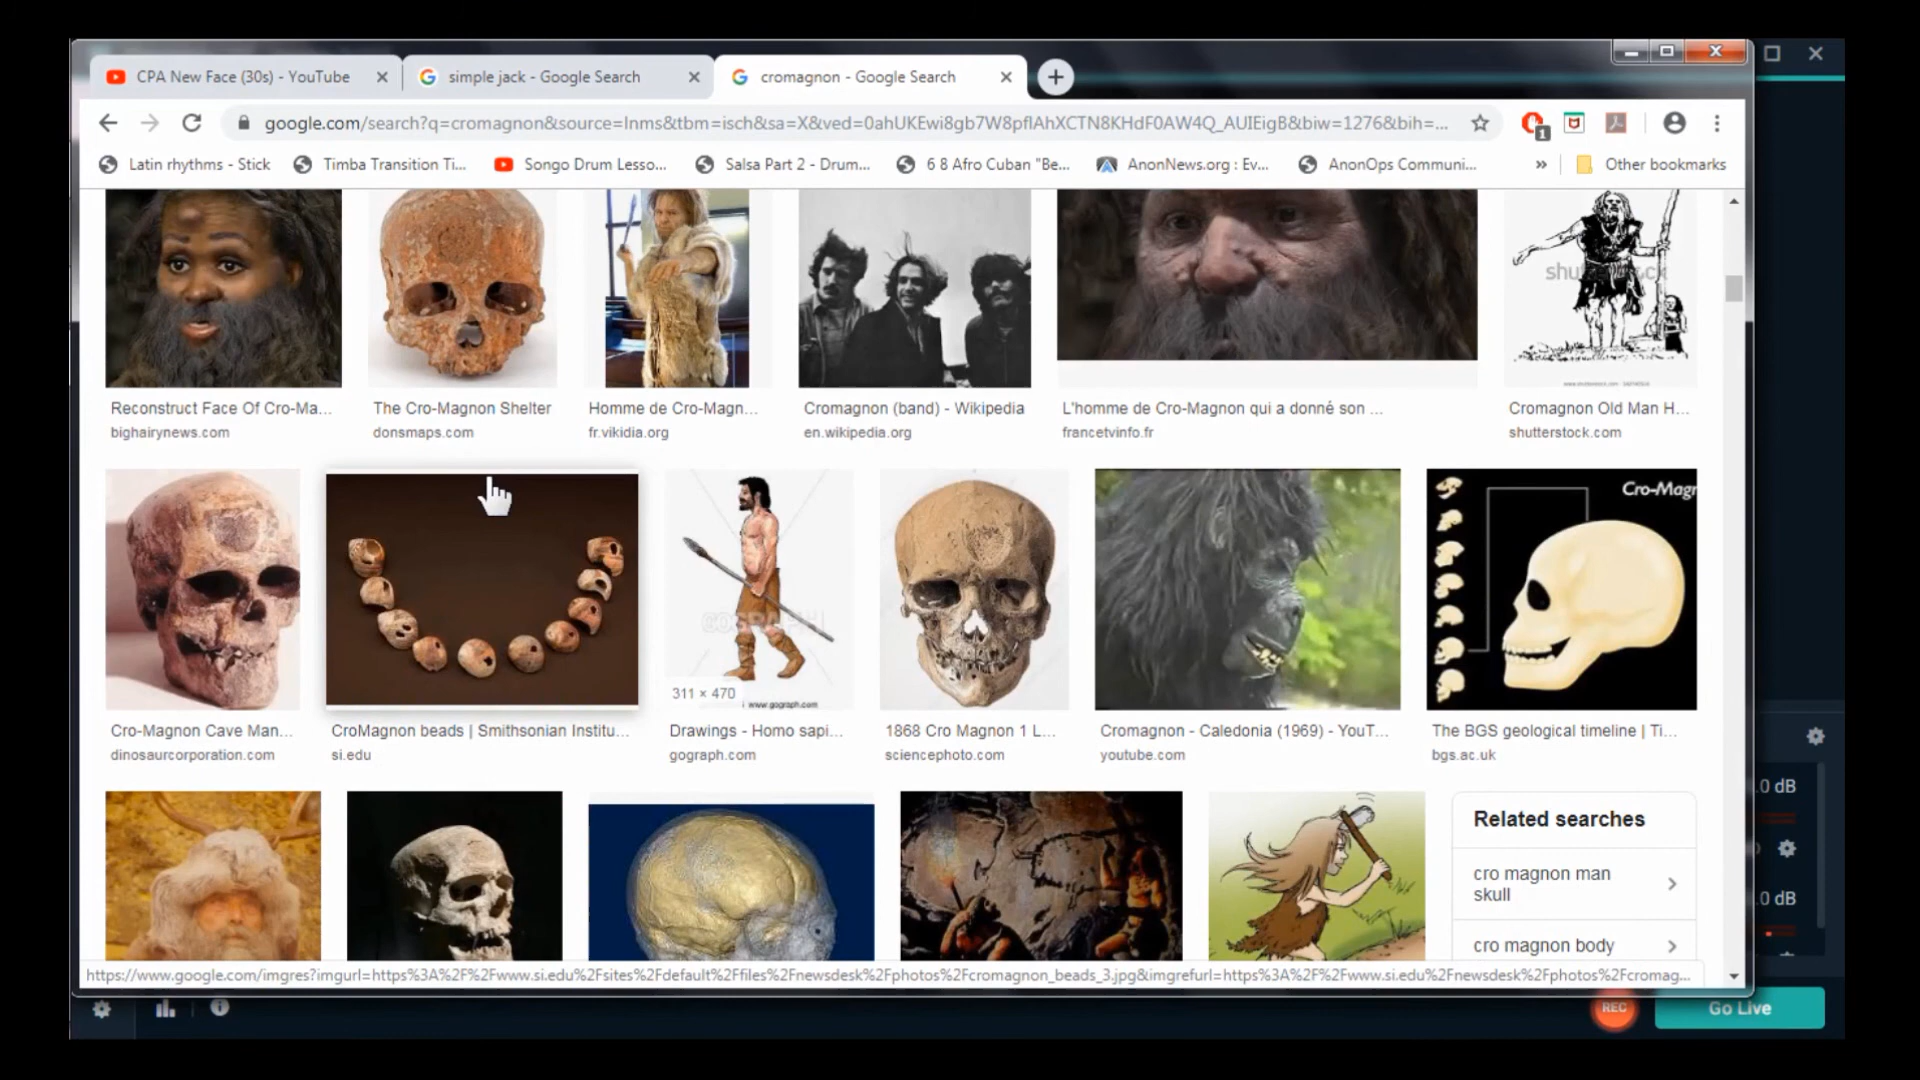 CPA New Face (30s) - YouTube
simple jack - Google Search
cromagnon - Google Search
google.com/search?q=cromagnon&source=lnms&tbm=isch&sa=X&ved=0ahUKEwi8gb7W8pflAhXCTN8KHdF0AW4Q_AUIEigB&biw=1276&bih=...
1
Latin rhythms - Stick
Timba Transition Ti...
Songo Drum Lesso...
Salsa Part 2 - Drum...
6 8 Afro Cuban "Be...
AnonNews.org : Ev...
AnonOps Communi...
»
Other bookmarks
shutterstock
Reconstruct Face Of Cro-Ma...
bighairynews.com
The Cro-Magnon Shelter
donsmaps.com
Homme de Cro-Magn...
fr.vikidia.org
Cromagnon (band) - Wikipedia
en.wikipedia.org
L'homme de Cro-Magnon qui a donné son ...
francetvinfo.fr
Cromagnon Old Man H...
shutterstock.com
Cro-Magn
GOGRAPH
311 × 470
www.gograph.com
Cro-Magnon Cave Man...
dinosaurcorporation.com
CroMagnon beads | Smithsonian Institu...
si.edu
Drawings - Homo sapi...
gograph.com
1868 Cro Magnon 1 L...
sciencephoto.com
Cromagnon - Caledonia (1969) - YouT...
youtube.com
The BGS geological timeline | Ti...
bgs.ac.uk
Related searches
cro magnon man
skull
cro magnon body
.0 dB
.0 dB
https://www.google.com/imgres?imgurl=https%3A%2F%2Fwww.si.edu%2Fsites%2Fdefault%2Ffiles%2Fnewsdesk%2Fphotos%2Fcromagnon_beads_3.jpg&imgrefurl=https%3A%2F%2Fwww.si.edu%2Fnewsdesk%2Fphotos%2Fcromag...
REC
Go Live